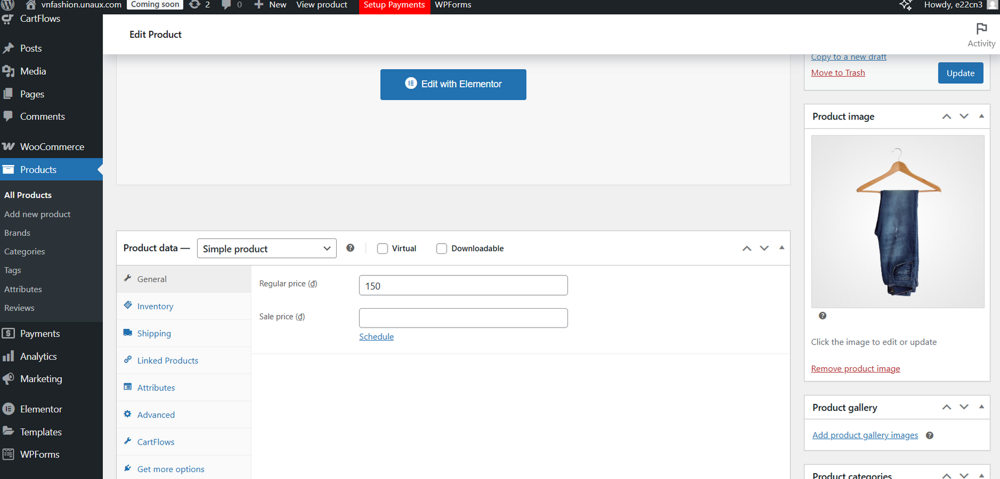 vnfashion.unaux.com Coming soon 2 0 New View product Setup Payments WPForms Howdy, e22cn3
CartFlows
Posts
Media
Pages
Comments
WooCommerce
Products
All Products
Add new product
Brands
Categories
Tags
Attributes
Reviews
Payments
Analytics
Marketing
Elementor
Templates
WPForms
Edit Product
Activity
Edit with Elementor
Product data — Simple product Virtual Downloadable
General
Inventory
Shipping
Linked Products
Attributes
Advanced
CartFlows
Get more options
Regular price (₫) 150
Sale price (₫)
Schedule
Copy to a new draft
Move to Trash Update
Product image
Click the image to edit or update
Remove product image
Product gallery
Add product gallery images
Product categories